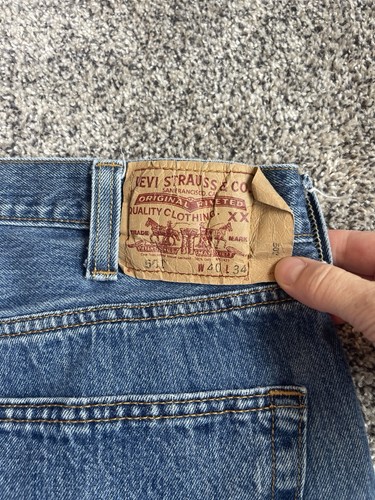 LEVI STRAUSS & CO
SAN FRANCISCO, CAL
ORIGINAL RIVETED
QUALITY CLOTHING. XX
TRADE MARK
W 40 L 34